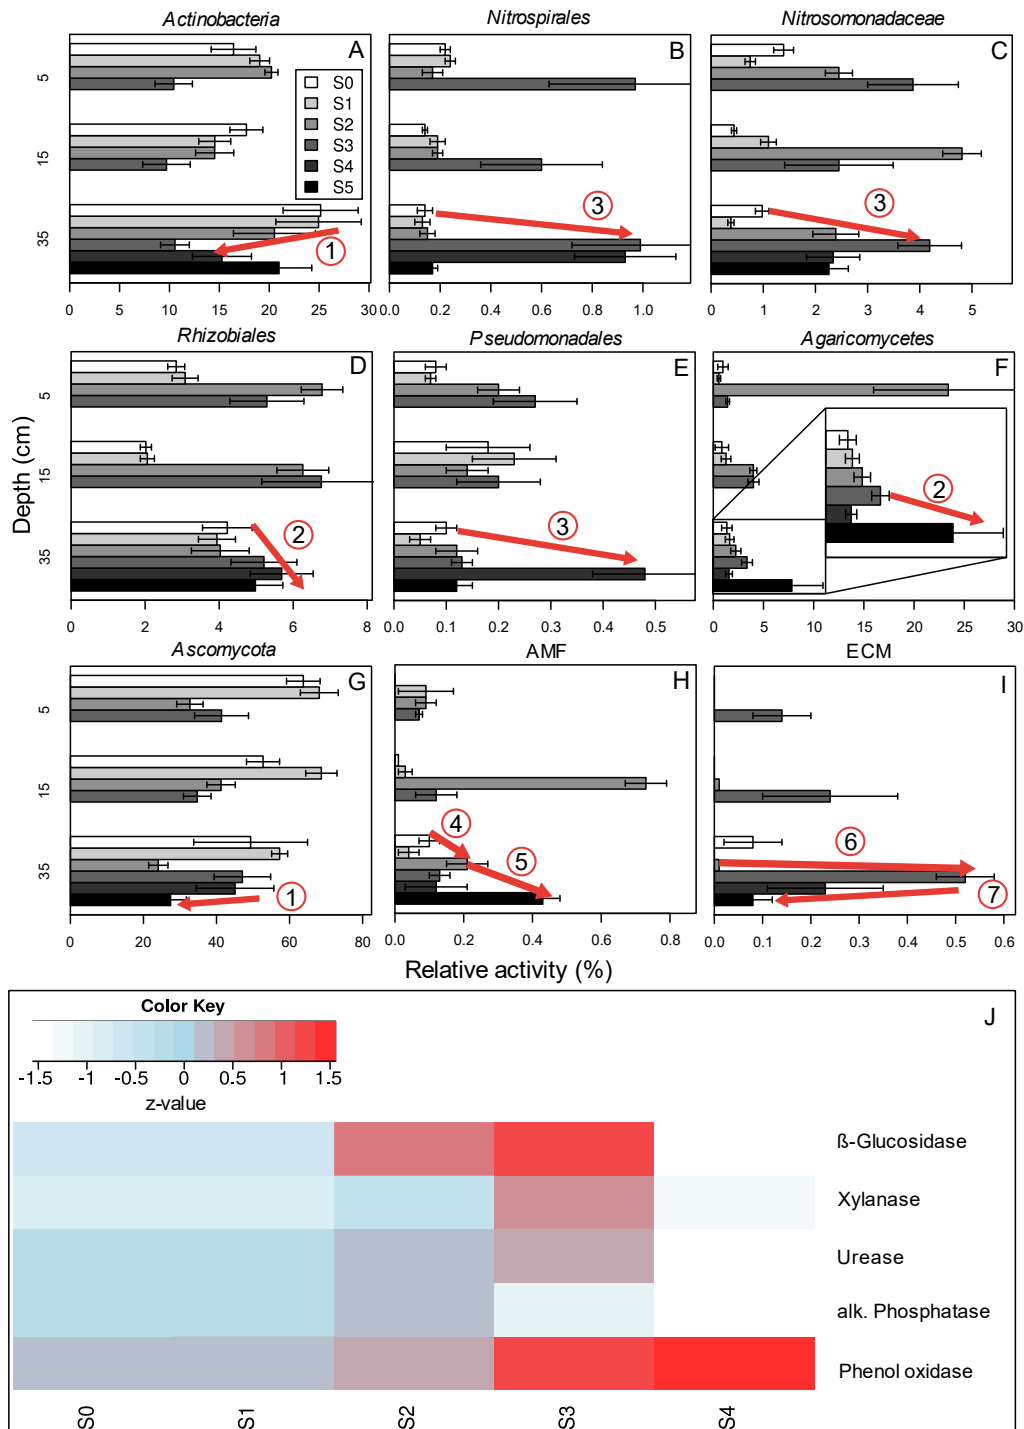 Actinobacteria
Nitrospirales
Nitrosomonadaceae
A
B
C
S0
S1
S2
S3
S4
S5
5
15
35
1
3
3
0 5 10 15 20 25 30
0.0 0.2 0.4 0.6 0.8 1.0
0 1 2 3 4 5
Rhizobiales
Pseudomonadales
Agaricomycetes
D
E
F
Depth (cm)
5
15
35
2
3
2
0 2 4 6 8
0.0 0.1 0.2 0.3 0.4 0.5
0 5 10 15 20 25 30
Ascomycota
AMF
ECM
G
H
I
5
15
35
1
4
5
6
7
0 20 40 60 80
0.0 0.2 0.4 0.6 0.8
0.0 0.1 0.2 0.3 0.4 0.5 0.6
Relative activity (%)
Color Key
J
-1.5 -1 -0.5 0 0.5 1 1.5
z-value
ß-Glucosidase
Xylanase
Urease
alk. Phosphatase
Phenol oxidase
S0 S1 S2 S3 S4